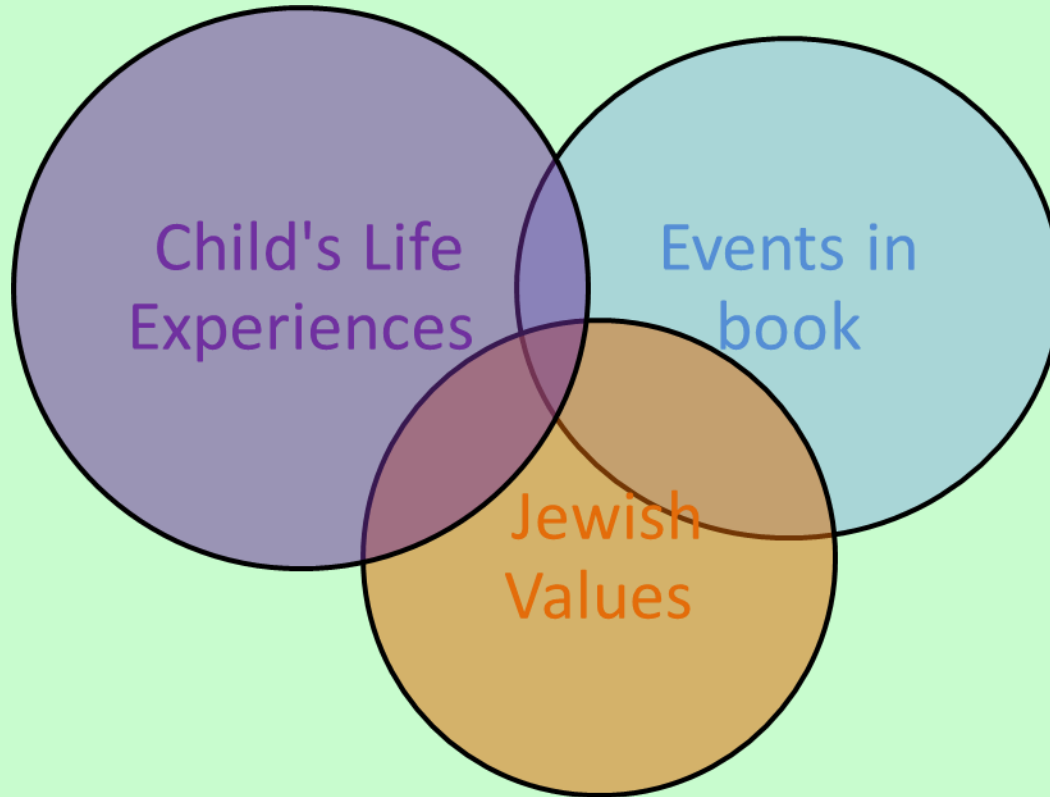 Child's Life
Experiences
Events in
book
Jewish
Values